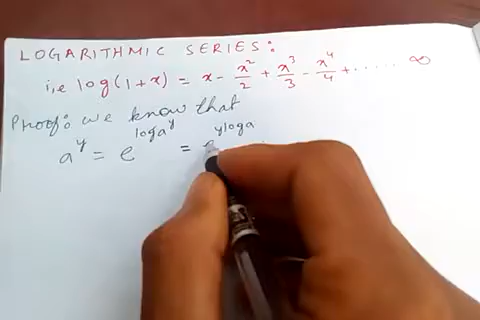 LOGARITHMIC SERIES:
i,e log(1+x) = x - x²/2 + x³/3 - x⁴/4 + ...... ∞
Proof: we know that
a^y = e^{log a^y} = e^{y log a}